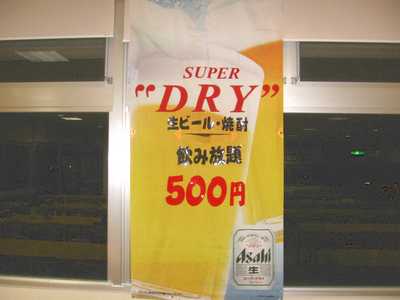 SUPER
“DRY”
生ビール・焼酎
飲み放題
500円
Asahi
生